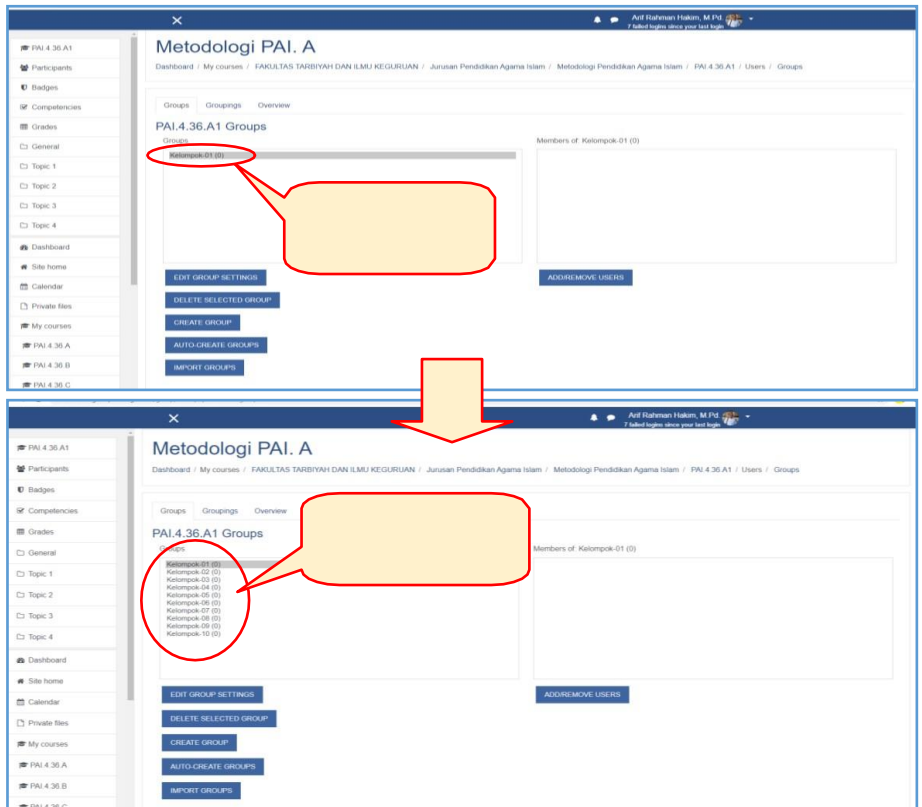 Arif Rahman Hakim, M.Pd.
7 failed logins since your last login
PAI.4.36.A1
Participants
Badges
Competencies
Grades
General
Topic 1
Topic 2
Topic 3
Topic 4
Dashboard
Site home
Calendar
Private files
My courses
PAI.4.36.A
PAI.4.36.B
PAI.4.36.C
Metodologi PAI. A
Dashboard / My courses / FAKULTAS TARBIYAH DAN ILMU KEGURUAN / Jurusan Pendidikan Agama Islam / Metodologi Pendidikan Agama Islam / PAI.4.36.A1 / Users / Groups
Groups Groupings Overview
PAI.4.36.A1 Groups
Groups
Kelompok-01 (0)
Members of: Kelompok-01 (0)
EDIT GROUP SETTINGS
DELETE SELECTED GROUP
CREATE GROUP
AUTO-CREATE GROUPS
IMPORT GROUPS
ADD/REMOVE USERS
Arif Rahman Hakim, M.Pd.
7 failed logins since your last login
PAI.4.36.A1
Participants
Badges
Competencies
Grades
General
Topic 1
Topic 2
Topic 3
Topic 4
Dashboard
Site home
Calendar
Private files
My courses
PAI.4.36.A
PAI.4.36.B
PAI.4.36.C
Metodologi PAI. A
Dashboard / My courses / FAKULTAS TARBIYAH DAN ILMU KEGURUAN / Jurusan Pendidikan Agama Islam / Metodologi Pendidikan Agama Islam / PAI.4.36.A1 / Users / Groups
Groups Groupings Overview
PAI.4.36.A1 Groups
Groups
Kelompok-01 (0)
Kelompok-02 (0)
Kelompok-03 (0)
Kelompok-04 (0)
Kelompok-05 (0)
Kelompok-06 (0)
Kelompok-07 (0)
Kelompok-08 (0)
Kelompok-09 (0)
Kelompok-10 (0)
Members of: Kelompok-01 (0)
EDIT GROUP SETTINGS
DELETE SELECTED GROUP
CREATE GROUP
AUTO-CREATE GROUPS
IMPORT GROUPS
ADD/REMOVE USERS